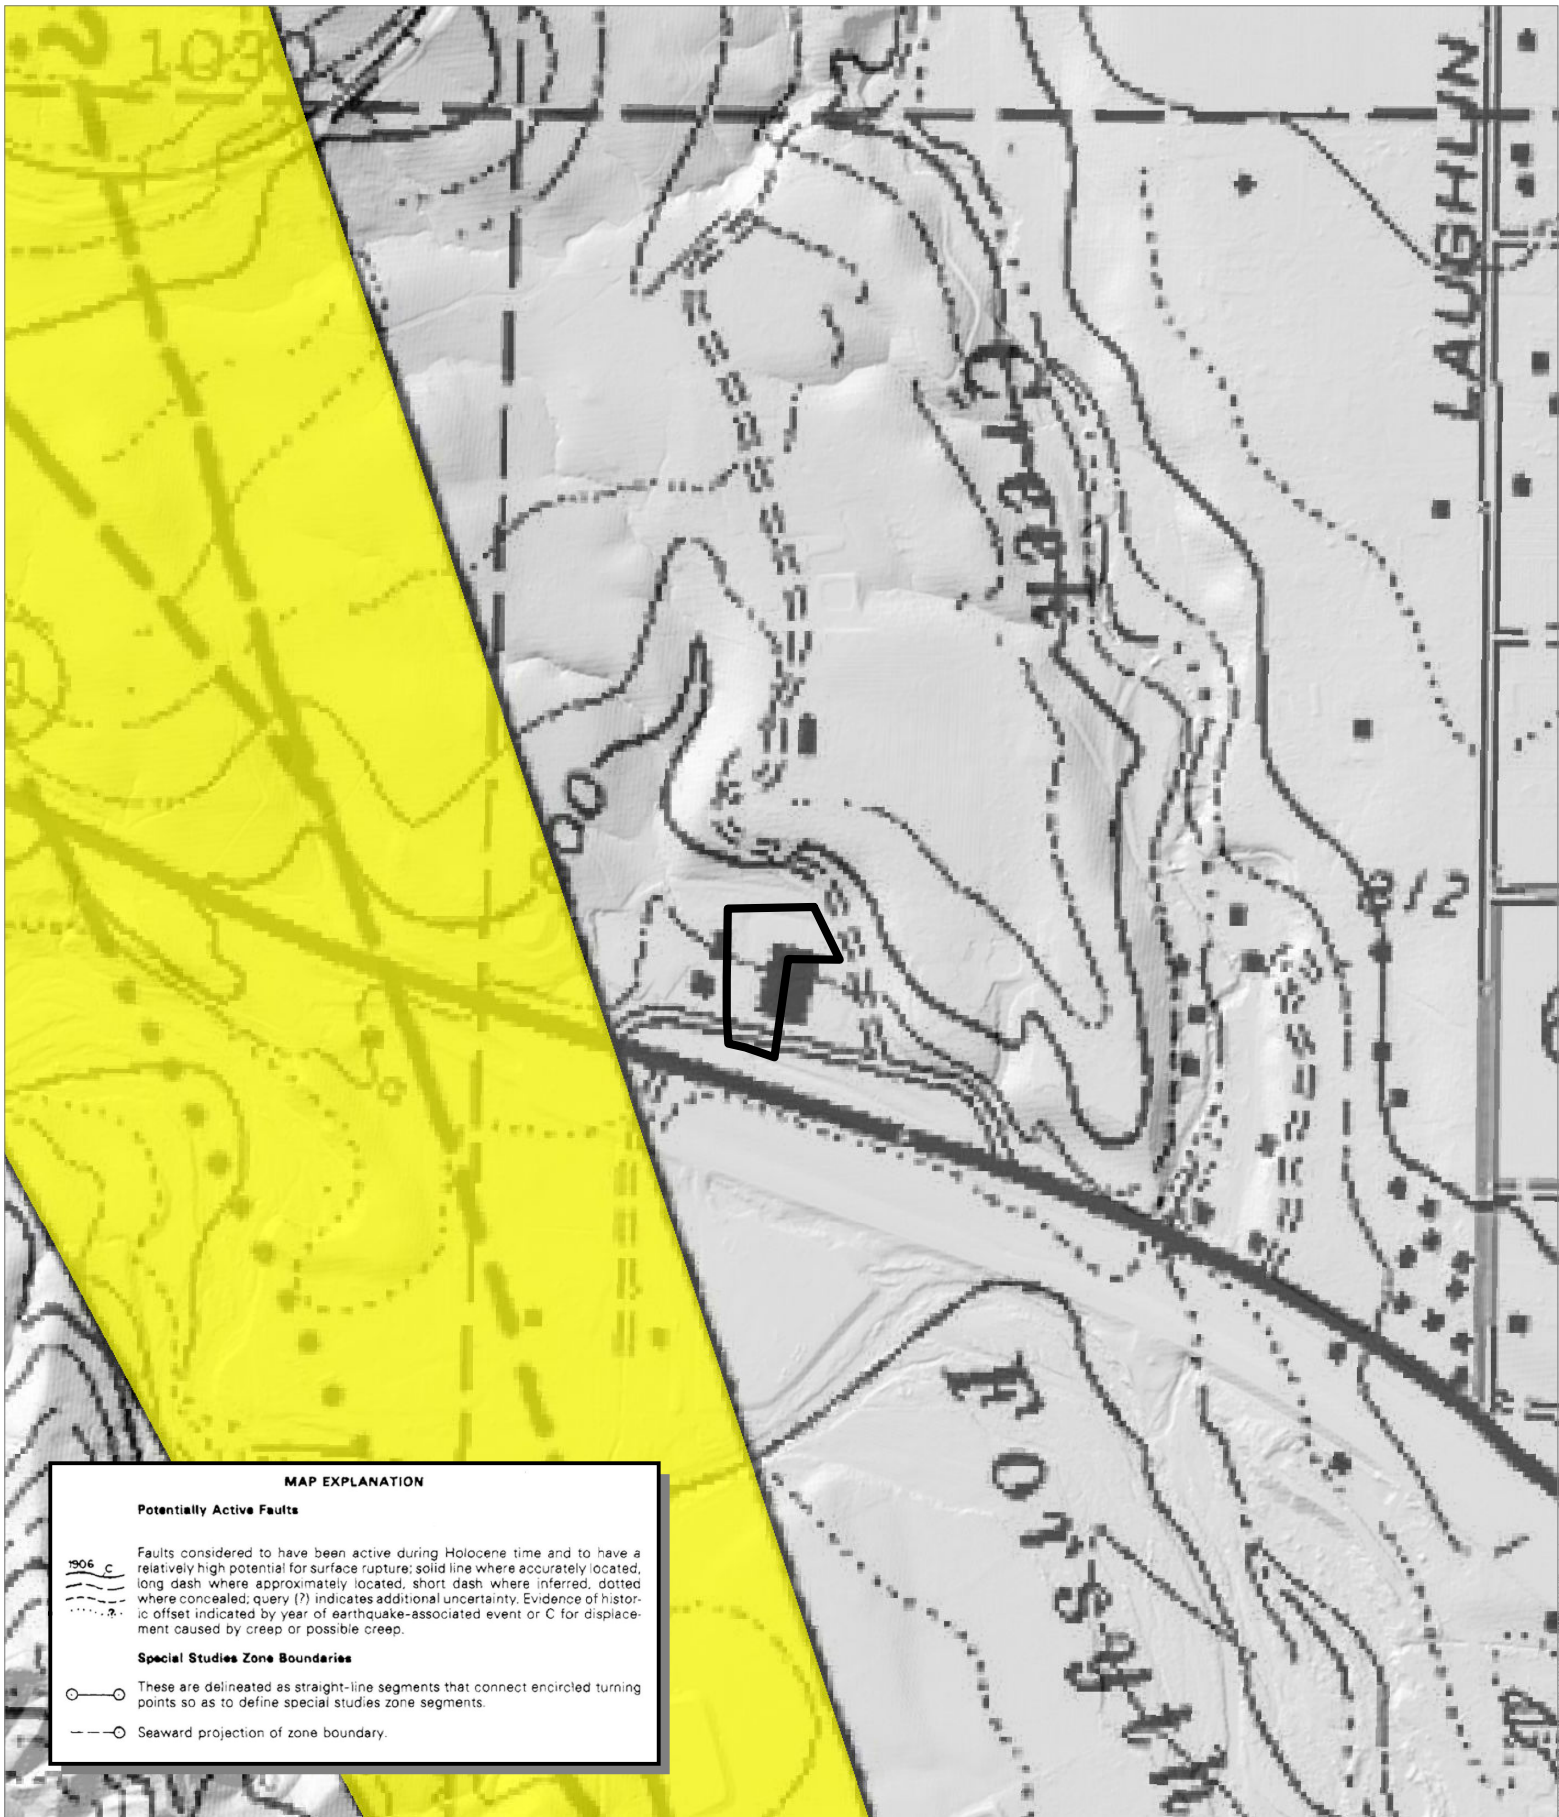 1030
LAUGHLIN
Creek
800
812
Forsyth
MAP EXPLANATION
Potentially Active Faults
1906 C
?
Faults considered to have been active during Holocene time and to have a
relatively high potential for surface rupture; solid line where accurately located,
long dash where approximately located, short dash where inferred, dotted
where concealed; query (?) indicates additional uncertainty. Evidence of histor-
ic offset indicated by year of earthquake-associated event or C for displace-
ment caused by creep or possible creep.
Special Studies Zone Boundaries
These are delineated as straight-line segments that connect encircled turning
points so as to define special studies zone segments.
Seaward projection of zone boundary.